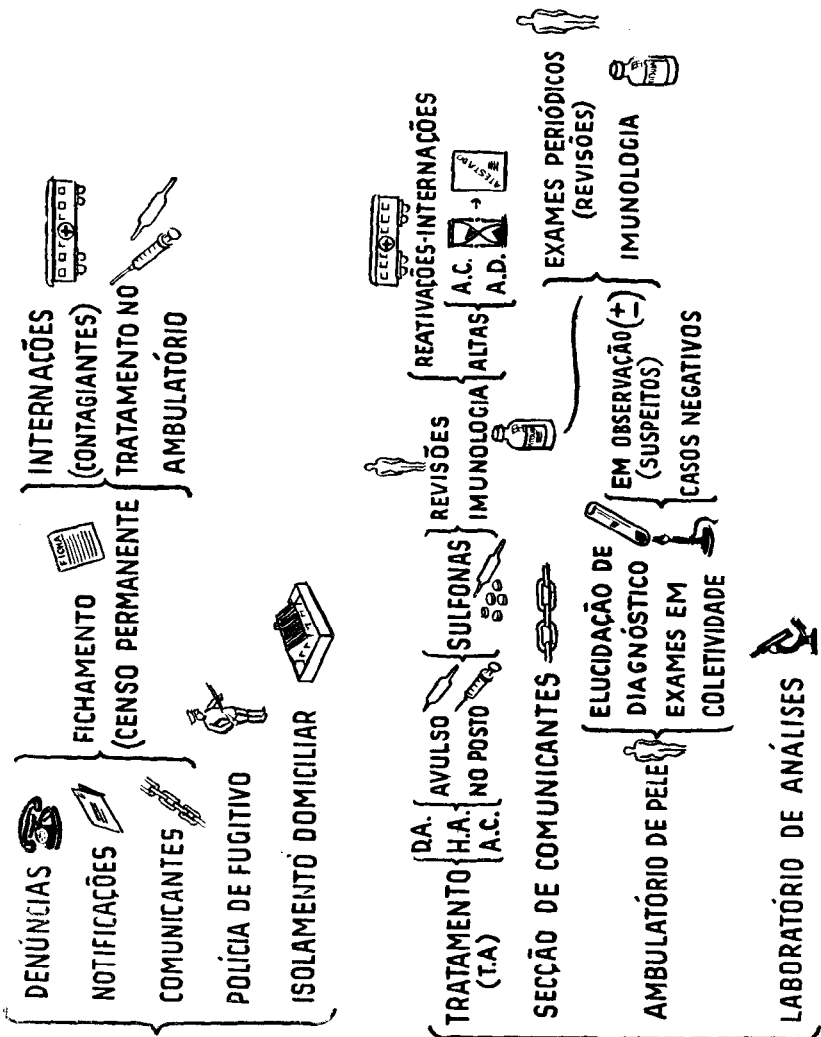 DENÚNCIAS
NOTIFICAÇÕES
COMUNICANTES
POLÍCIA DE FUGITIVO
ISOLAMENTO DOMICILIAR
FICHAMENTO
(CENSO PERMANENTE
FICHA
INTERNAÇÕES
(CONTAGIANTES)
TRATAMENTO NO
AMBULATÓRIO
TRATAMENTO
(T.A)
D.A.
H.A.
A.C.
AVULSO
NO POSTO
SULFONAS
REVISÕES
IMUNOLOGIA
REATIVAÇÕES-INTERNAÇÕES
ALTAS
A.C.
A.D.
ATESTADO
SECÇÃO DE COMUNICANTES
AMBULATÓRIO DE PELE
ELUCIDAÇÃO DE
DIAGNÓSTICO
EXAMES EM
COLETIVIDADE
EM OBSERVAÇÃO (±)
(SUSPEITOS)
CASOS NEGATIVOS
EXAMES PERIÓDICOS
(REVISÕES)
IMUNOLOGIA
LABORATÓRIO DE ANÁLISES